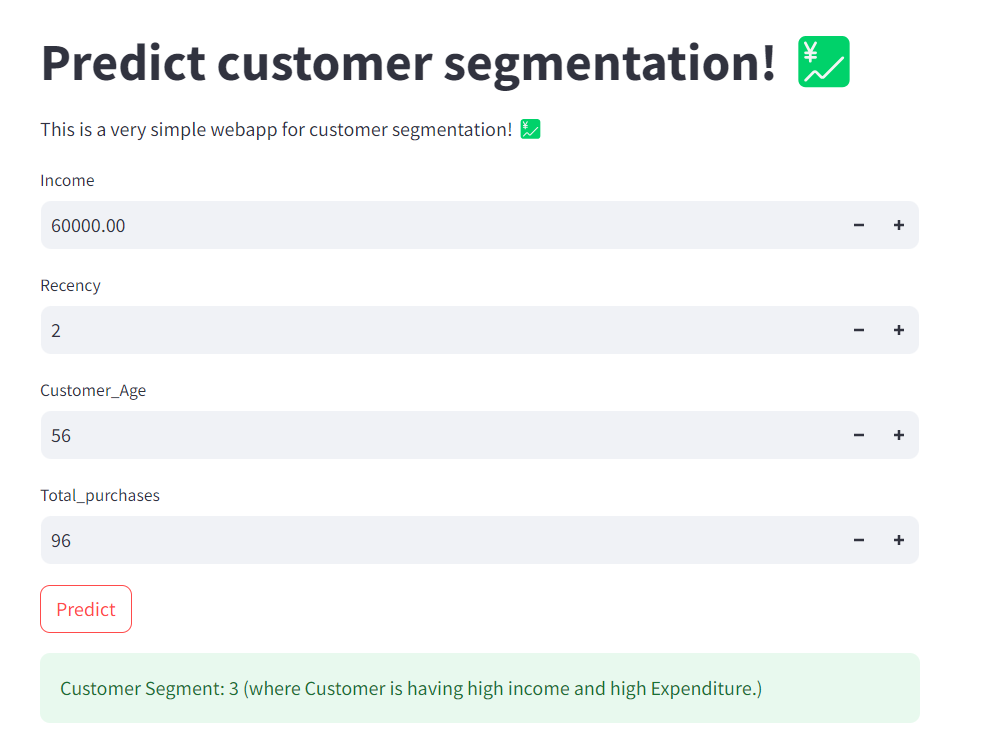 Predict customer segmentation! 💹
This is a very simple webapp for customer segmentation! 💹
Income
60000.00
Recency
2
Customer_Age
56
Total_purchases
96
Predict
Customer Segment: 3 (where Customer is having high income and high Expenditure.)